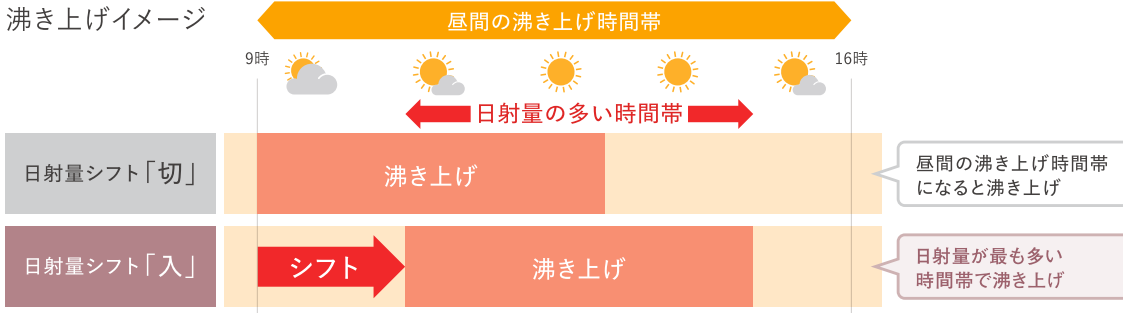 沸き上げイメージ
昼間の沸き上げ時間帯
9時
16時
日射量の多い時間帯
日射量シフト「切」
沸き上げ
昼間の沸き上げ時間帯
になると沸き上げ
日射量シフト「入」
シフト
沸き上げ
日射量が最も多い
時間帯で沸き上げ